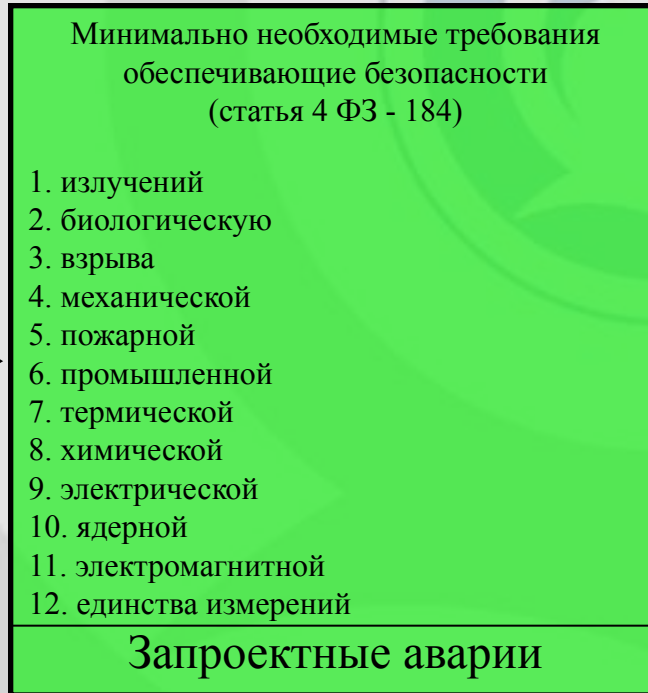 Минимально необходимые требования
обеспечивающие безопасности
(статья 4 ФЗ - 184)
1. излучений
2. биологическую
3. взрыва
4. механической
5. пожарной
6. промышленной
7. термической
8. химической
9. электрической
10. ядерной
11. электромагнитной
12. единства измерений
Запроектные аварии